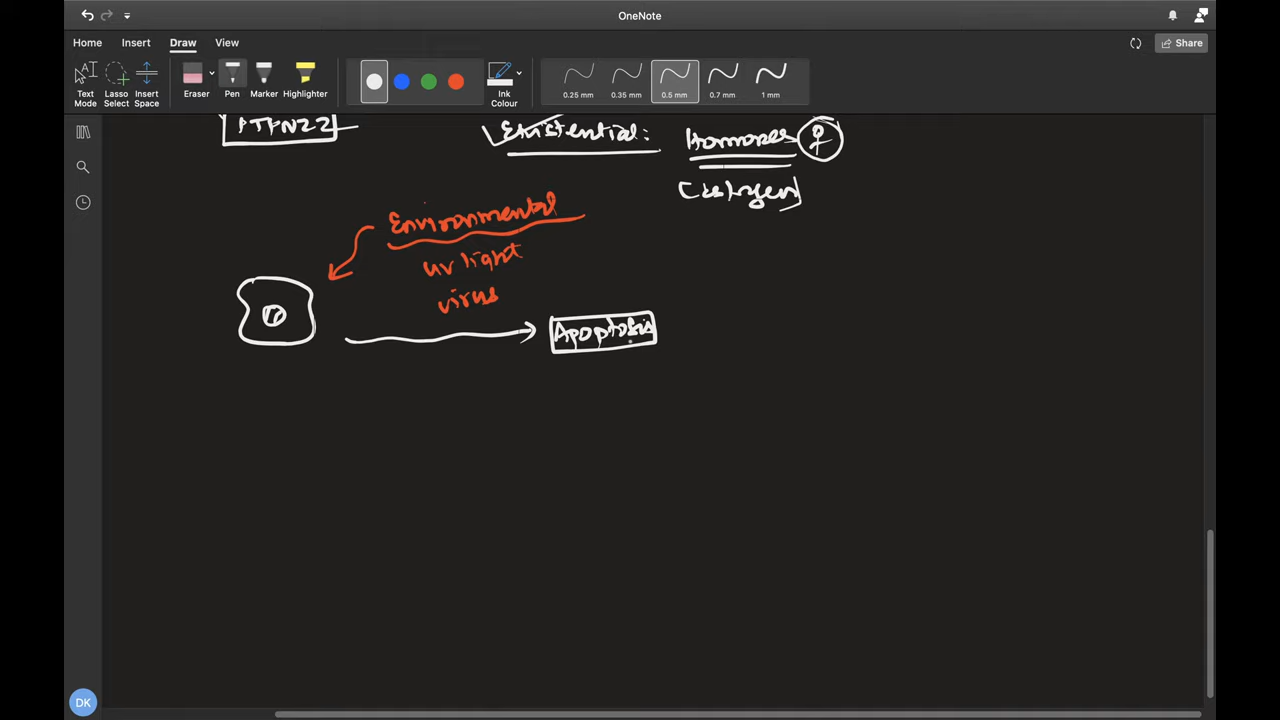 OneNote
Home Insert Draw View
Share
Text Mode
Lasso Select
Insert Space
Eraser
Pen
Marker
Highlighter
Ink Colour
0.25 mm
0.35 mm
0.5 mm
0.7 mm
1 mm
PTPN22
Existential:
Hormones ♀
(Estrogen)
Environmental
uv light
virus
Apoptosis
DK